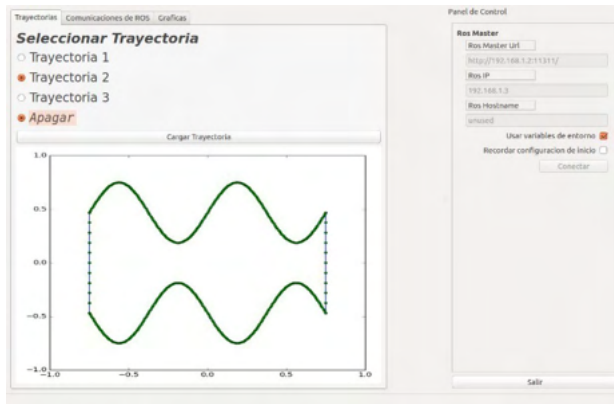 Trayectorias Comunicaciones de ROS Graficas
Seleccionar Trayectoria
Trayectoria 1
Trayectoria 2
Trayectoria 3
Apagar
Cargar Trayectoria
1.0
0.5
0.0
−0.5
−1.0
−1.0 −0.5 0.0 0.5 1.0
Panel de Control
Ros Master
Ros Master Url
http://192.168.1.2:11311/
Ros IP
192.168.1.3
Ros Hostname
unused
Usar variables de entorno
Recordar configuracion de inicio
Conectar
Salir